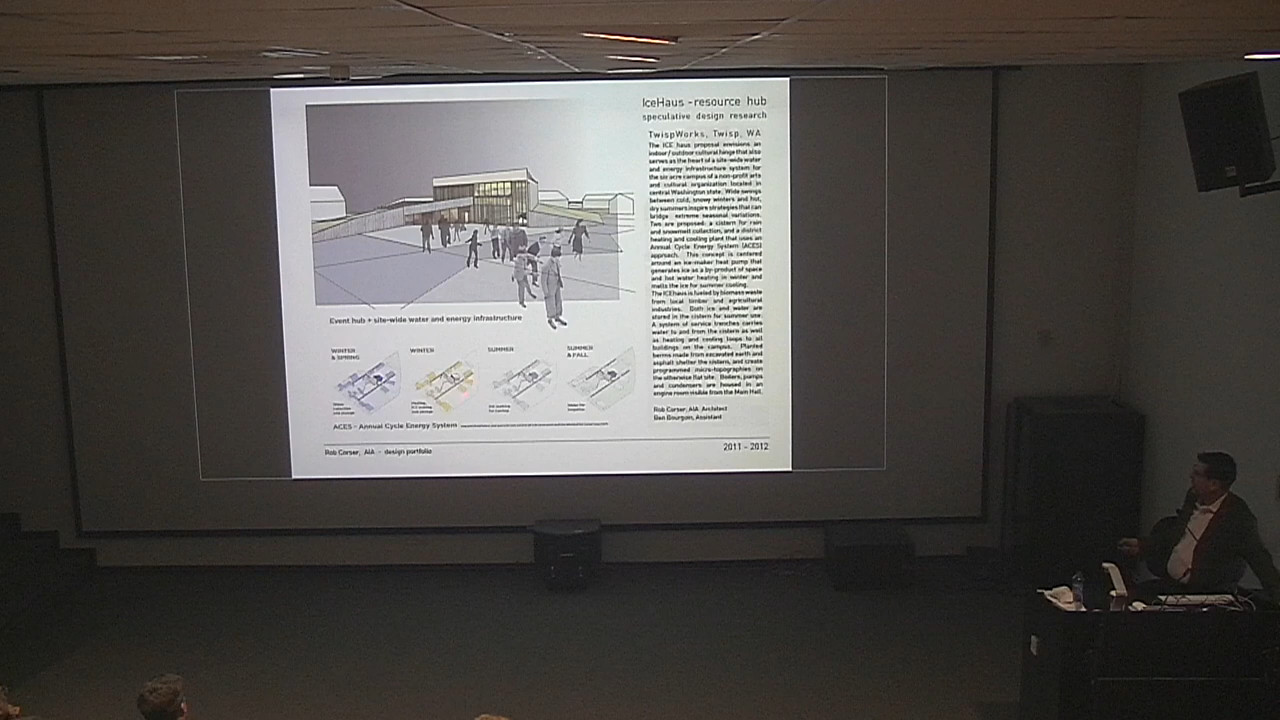 IceHaus - resource hub
speculative design research
TwispWorks, Twisp, WA
The ICE haus proposal envisions an
indoor / outdoor cultural hinge that also
serves as the heart of a site-wide water
and energy infrastructure system for
the six acre campus of a non-profit arts
and cultural organization located in
central Washington state. Wide swings
between cold, snowy winters and hot,
dry summers inspire strategies that can
bridge extreme seasonal variations.
Two are proposed: a cistern for rain
and snowmelt collection, and a district
heating and cooling plant that uses an
Annual Cycle Energy System (ACES)
approach. This concept is centered
around an ice-maker heat pump that
generates ice as a by-product of space
and hot water heating in winter and
melts the ice for summer cooling.
The ICEhaus is fueled by biomass waste
from local timber and agricultural
industries. Both ice and water are
stored in the cistern for summer use.
A system of service trenches carries
water to and from the cistern as well
as heating and cooling loops to all
buildings on the campus. Planted
berms made from excavated earth and
asphalt shelter the cistern, and create
programmed micro-topographies on
the otherwise flat site. Boilers, pumps
and condensers are housed in an
engine room visible from the Main Hall.
Rob Corser, AIA Architect
Ben Bourgoin, Assistant
Event hub + site-wide water and energy infrastructure
WINTER
& SPRING
WINTER
SUMMER
SUMMER
& FALL
ACES - Annual Cycle Energy System
Rob Corser, AIA - design portfolio
2011 - 2012